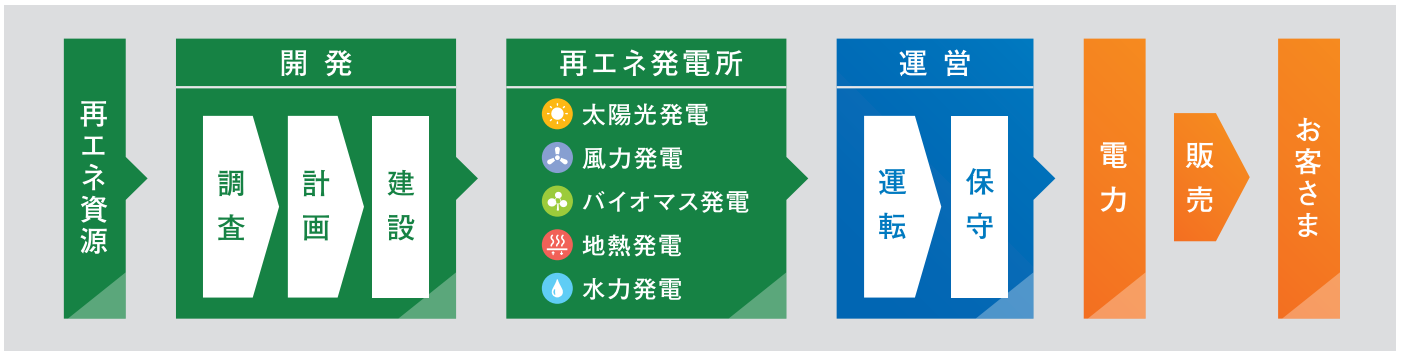 再エネ資源
開発
調査
計画
建設
再エネ発電所
太陽光発電
風力発電
バイオマス発電
地熱発電
水力発電
運営
運転
保守
電力
販売
お客さま